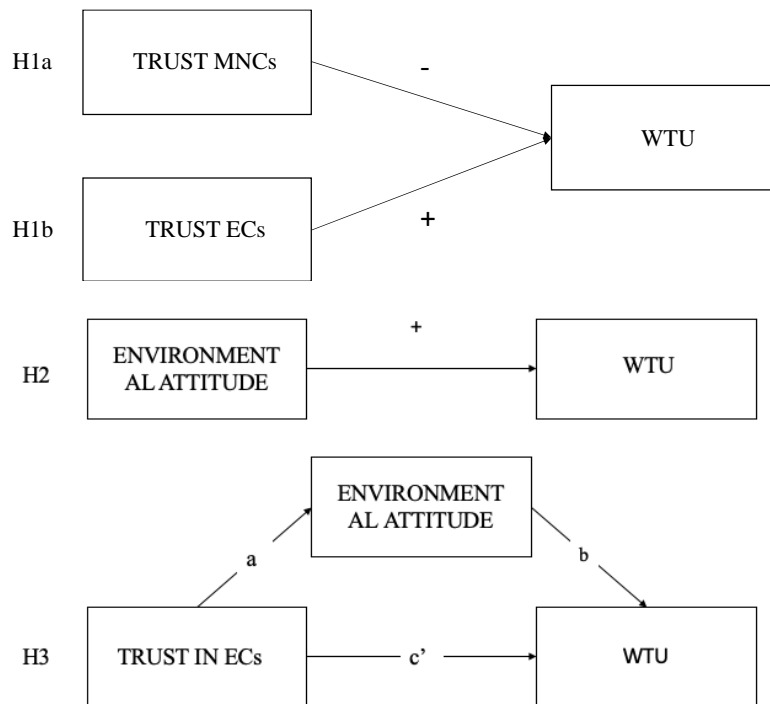 H1a
TRUST MNCs
-
WTU
H1b
TRUST ECs
+
H2
ENVIRONMENT
AL ATTITUDE
+
WTU
ENVIRONMENT
AL ATTITUDE
a
b
H3
TRUST IN ECs
c’
WTU